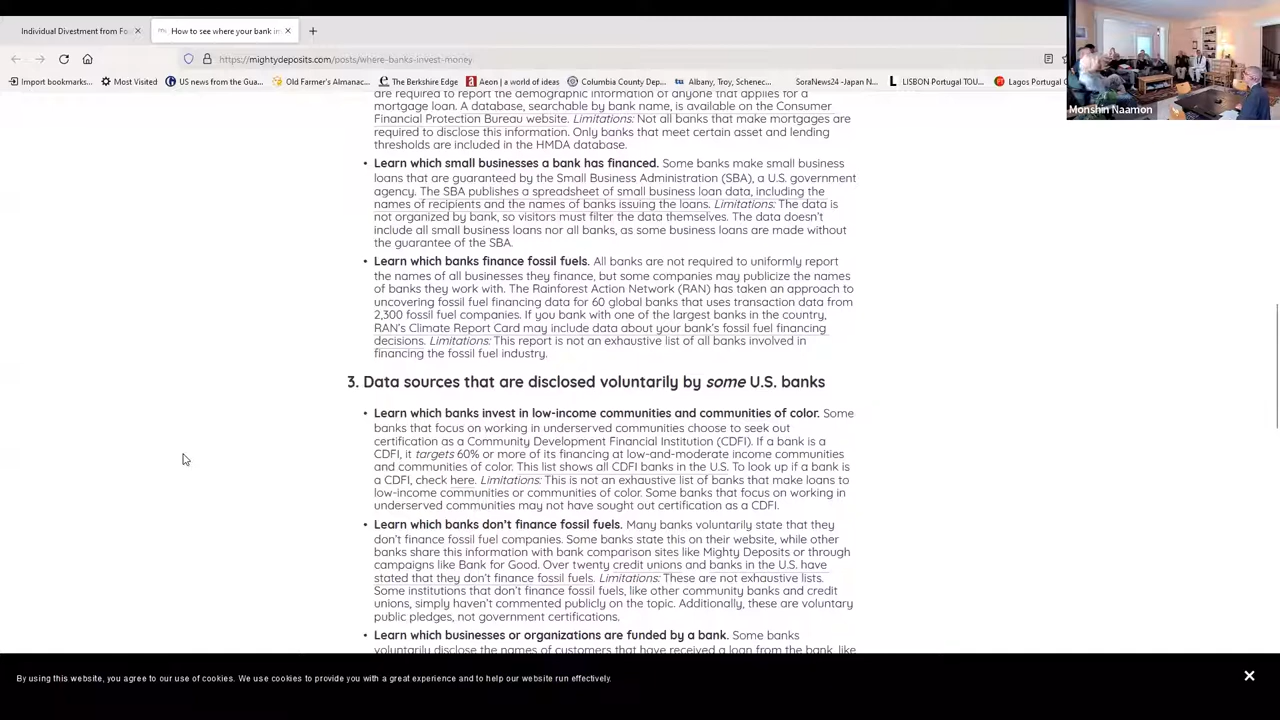 Individual Divestment from Fo
How to see where your bank in
https://mightydeposits.com/posts/where-banks-invest-money
Import bookmarks...
Most Visited
US news from the Gua...
Old Farmer's Almanac...
The Berkshire Edge
Aeon | a world of ideas
Columbia County Dep...
Albany, Troy, Schenec...
SoraNews24 -Japan N...
LISBON Portugal TOU...
Lagos Portugal G
Monshin Naamon
are required to report the demographic information of anyone that applies for a
mortgage loan. A database, searchable by bank name, is available on the Consumer
Financial Protection Bureau website. Limitations: Not all banks that make mortgages are
required to disclose this information. Only banks that meet certain asset and lending
thresholds are included in the HMDA database.
• Learn which small businesses a bank has financed. Some banks make small business
loans that are guaranteed by the Small Business Administration (SBA), a U.S. government
agency. The SBA publishes a spreadsheet of small business loan data, including the
names of recipients and the names of banks issuing the loans. Limitations: The data is
not organized by bank, so visitors must filter the data themselves. The data doesn't
include all small business loans nor all banks, as some business loans are made without
the guarantee of the SBA.
• Learn which banks finance fossil fuels. All banks are not required to uniformly report
the names of all businesses they finance, but some companies may publicize the names
of banks they work with. The Rainforest Action Network (RAN) has taken an approach to
uncovering fossil fuel financing data for 60 global banks that uses transaction data from
2,300 fossil fuel companies. If you bank with one of the largest banks in the country,
RAN's Climate Report Card may include data about your bank's fossil fuel financing
decisions. Limitations: This report is not an exhaustive list of all banks involved in
financing the fossil fuel industry.
3. Data sources that are disclosed voluntarily by some U.S. banks
• Learn which banks invest in low-income communities and communities of color. Some
banks that focus on working in underserved communities choose to seek out
certification as a Community Development Financial Institution (CDFI). If a bank is a
CDFI, it targets 60% or more of its financing at low-and-moderate income communities
and communities of color. This list shows all CDFI banks in the U.S. To look up if a bank is
a CDFI, check here. Limitations: This is not an exhaustive list of banks that make loans to
low-income communities or communities of color. Some banks that focus on working in
underserved communities may not have sought out certification as a CDFI.
• Learn which banks don't finance fossil fuels. Many banks voluntarily state that they
don't finance fossil fuel companies. Some banks state this on their website, while other
banks share this information with bank comparison sites like Mighty Deposits or through
campaigns like Bank for Good. Over twenty credit unions and banks in the U.S. have
stated that they don't finance fossil fuels. Limitations: These are not exhaustive lists.
Some institutions that don't finance fossil fuels, like other community banks and credit
unions, simply haven't commented publicly on the topic. Additionally, these are voluntary
public pledges, not government certifications.
• Learn which businesses or organizations are funded by a bank. Some banks
voluntarily disclose the names of customers that have received a loan from the bank, like
By using this website, you agree to our use of cookies. We use cookies to provide you with a great experience and to help our website run effectively.